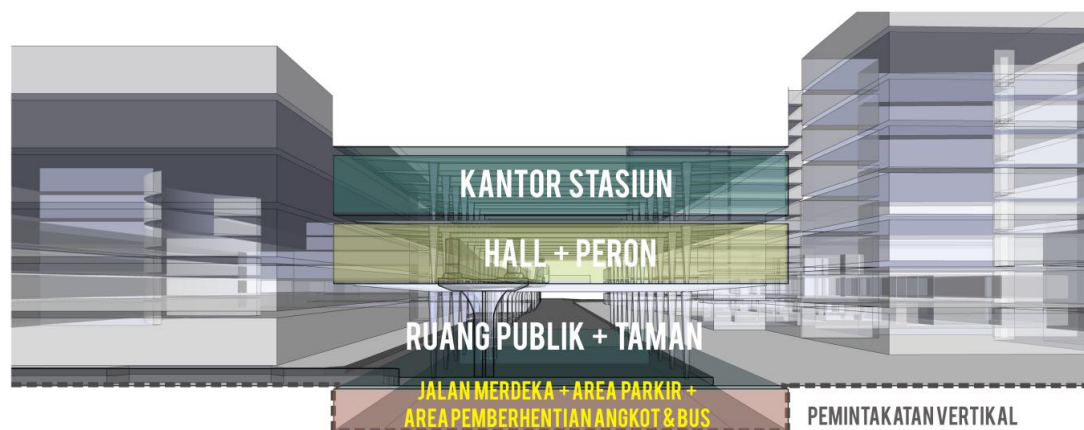 KANTOR STASIUN
HALL + PERON
RUANG PUBLIK + TAMAN
JALAN MERDEKA + AREA PARKIR +
AREA PEMBERHENTIAN ANGKOT & BUS
PEMINTAKATAN VERTIKAL